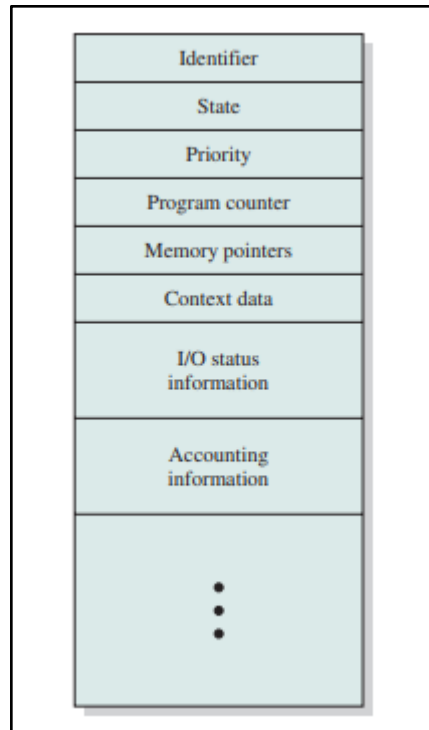 Identifier
State
Priority
Program counter
Memory pointers
Context data
I/O status
information
Accounting
information